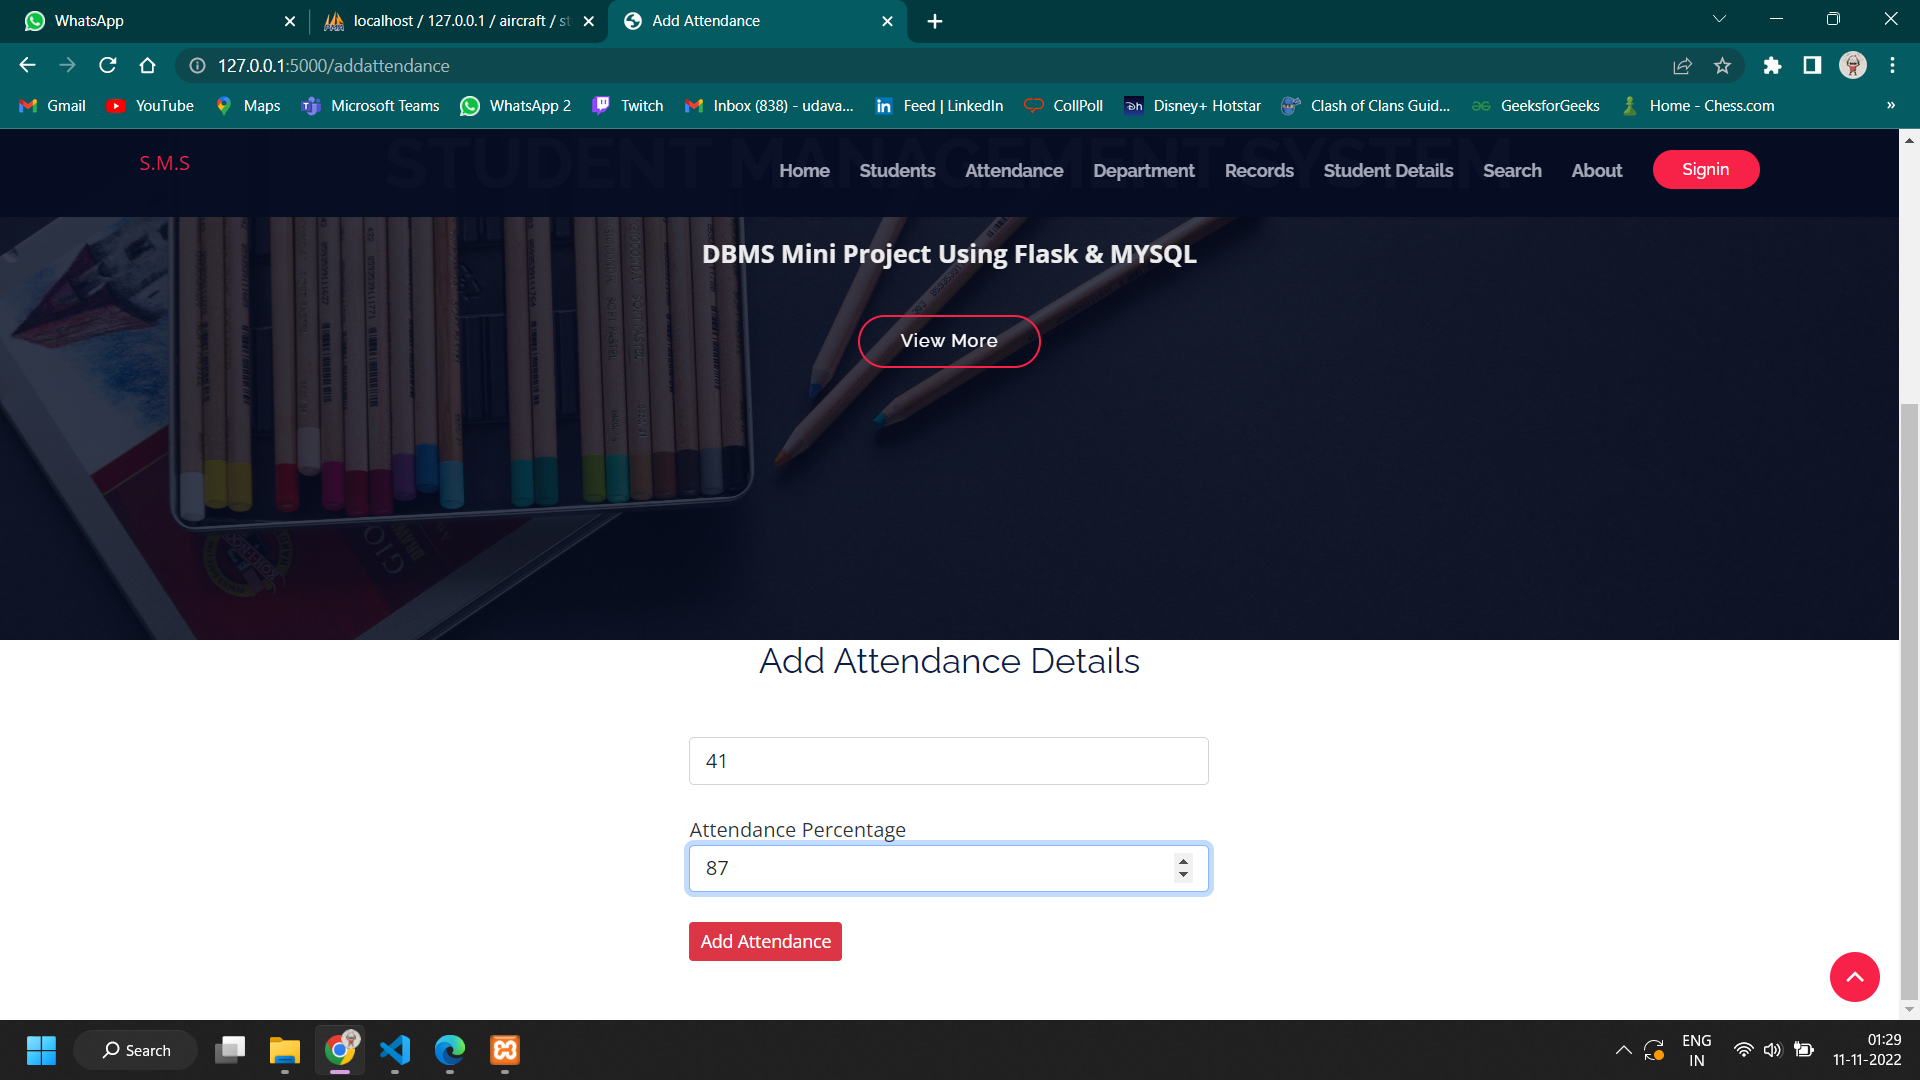 WhatsApp
localhost / 127.0.0.1 / aircraft / st
Add Attendance
127.0.0.1:5000/addattendance
Gmail
YouTube
Maps
Microsoft Teams
WhatsApp 2
Twitch
Inbox (838) - udava...
Feed | LinkedIn
CollPoll
Disney+ Hotstar
Clash of Clans Guid...
GeeksforGeeks
Home - Chess.com
»
STUDENT MANAGEMENT SYSTEM
S.M.S
Home
Students
Attendance
Department
Records
Student Details
Search
About
Signin
DBMS Mini Project Using Flask & MYSQL
View More
Add Attendance Details
41
Attendance Percentage
87
Add Attendance
Search
ENG
IN
01:29
11-11-2022